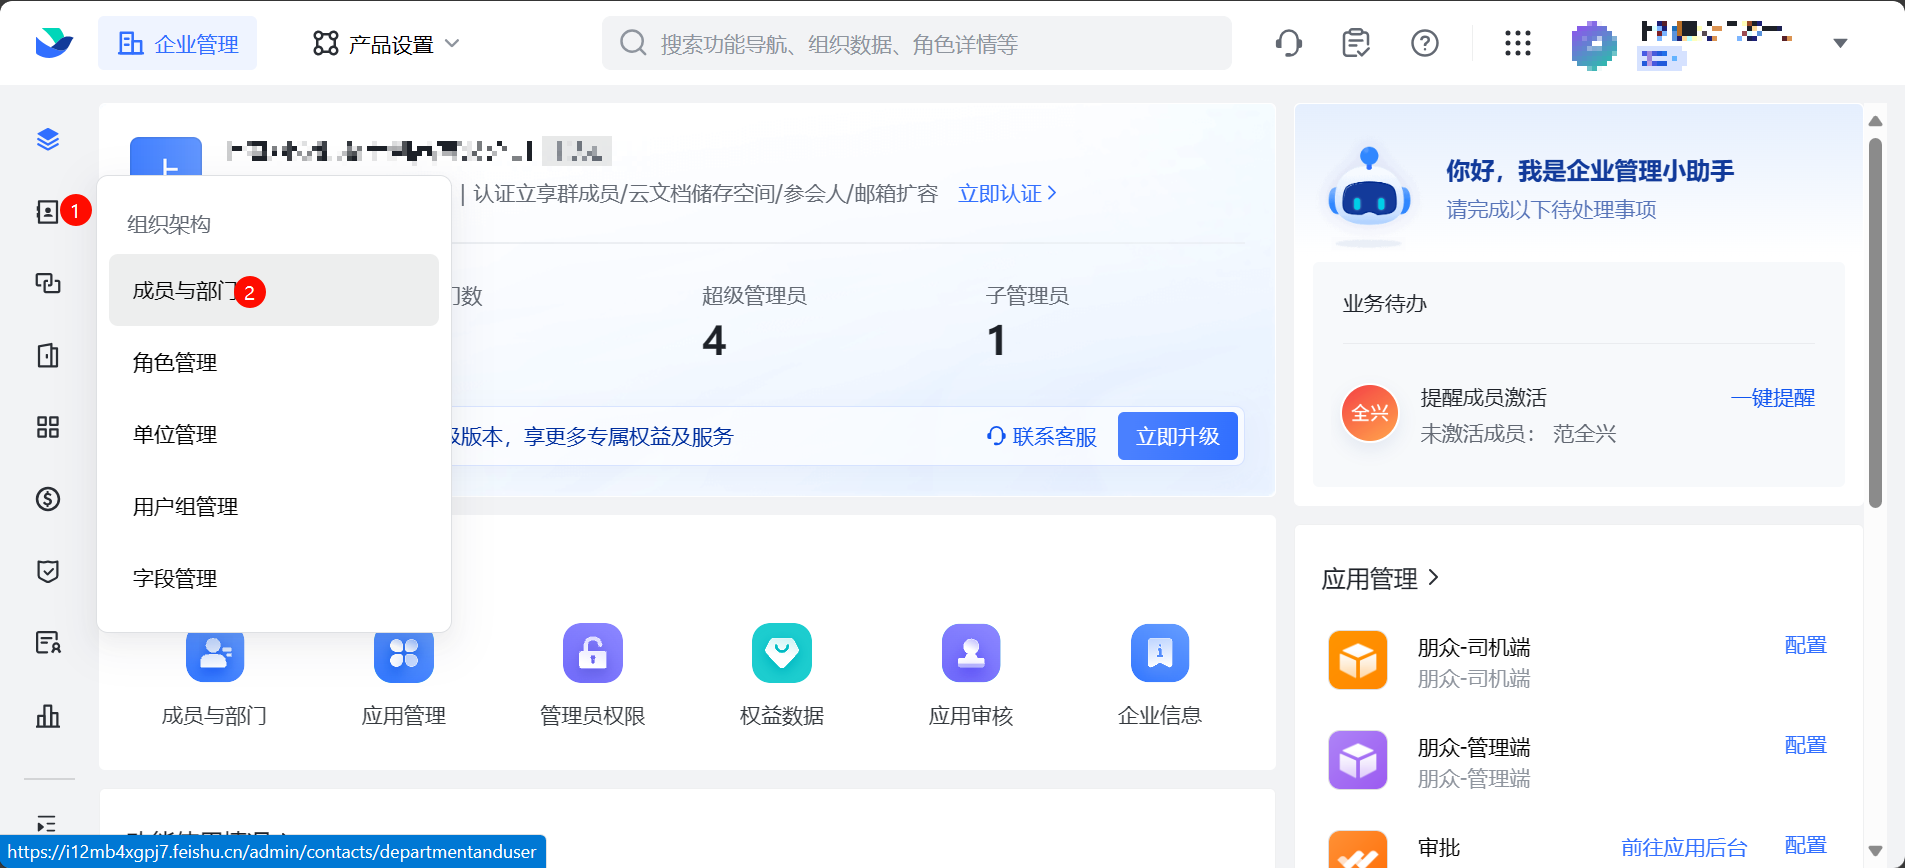 企业管理
产品设置
搜索功能导航、组织数据、角色详情等
1
组织架构
成员与部门
2
角色管理
单位管理
用户组管理
字段管理
| 认证立享群成员/云文档储存空间/参会人/邮箱扩容
立即认证
门数
超级管理员
4
子管理员
1
级版本，享更多专属权益及服务
联系客服
立即升级
成员与部门
应用管理
管理员权限
权益数据
应用审核
企业信息
你好，我是企业管理小助手
请完成以下待处理事项
业务待办
全兴
提醒成员激活
一键提醒
未激活成员： 范全兴
应用管理
朋众-司机端
配置
朋众-司机端
朋众-管理端
配置
朋众-管理端
审批
前往应用后台
配置
https://i12mb4xgpj7.feishu.cn/admin/contacts/departmentanduser